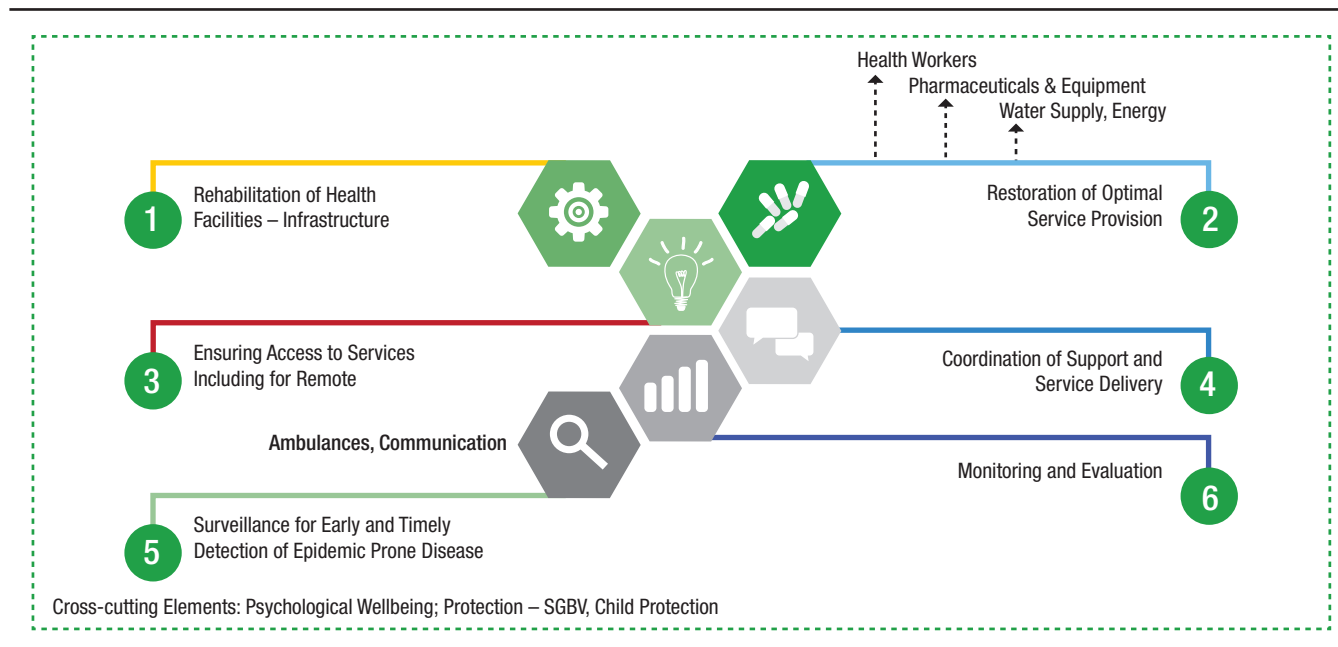 Health Workers
Pharmaceuticals & Equipment
Water Supply, Energy
1
Rehabilitation of Health
Facilities – Infrastructure
Restoration of Optimal
Service Provision
2
3
Ensuring Access to Services
Including for Remote
Coordination of Support and
Service Delivery
4
Ambulances, Communication
Monitoring and Evaluation
6
5
Surveillance for Early and Timely
Detection of Epidemic Prone Disease
Cross-cutting Elements: Psychological Wellbeing; Protection – SGBV, Child Protection